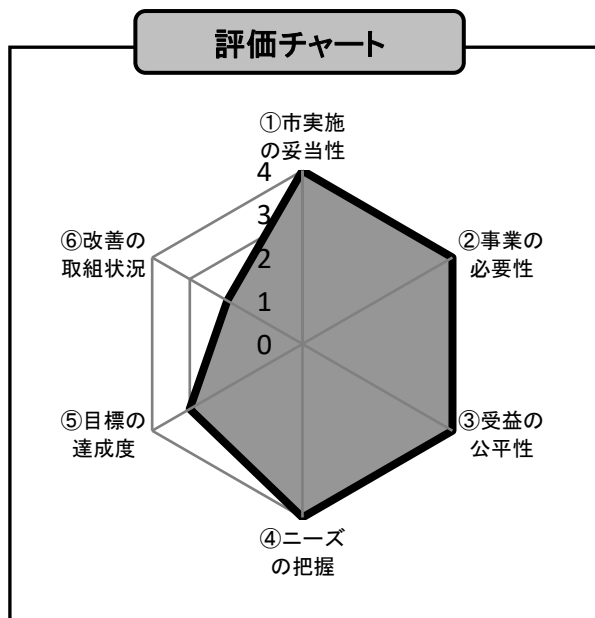 評価チャート
①市実施
の妥当性
4
3
2
1
0
②事業の
必要性
③受益の
公平性
④ニーズ
の把握
⑤目標の
達成度
⑥改善の
取組状況